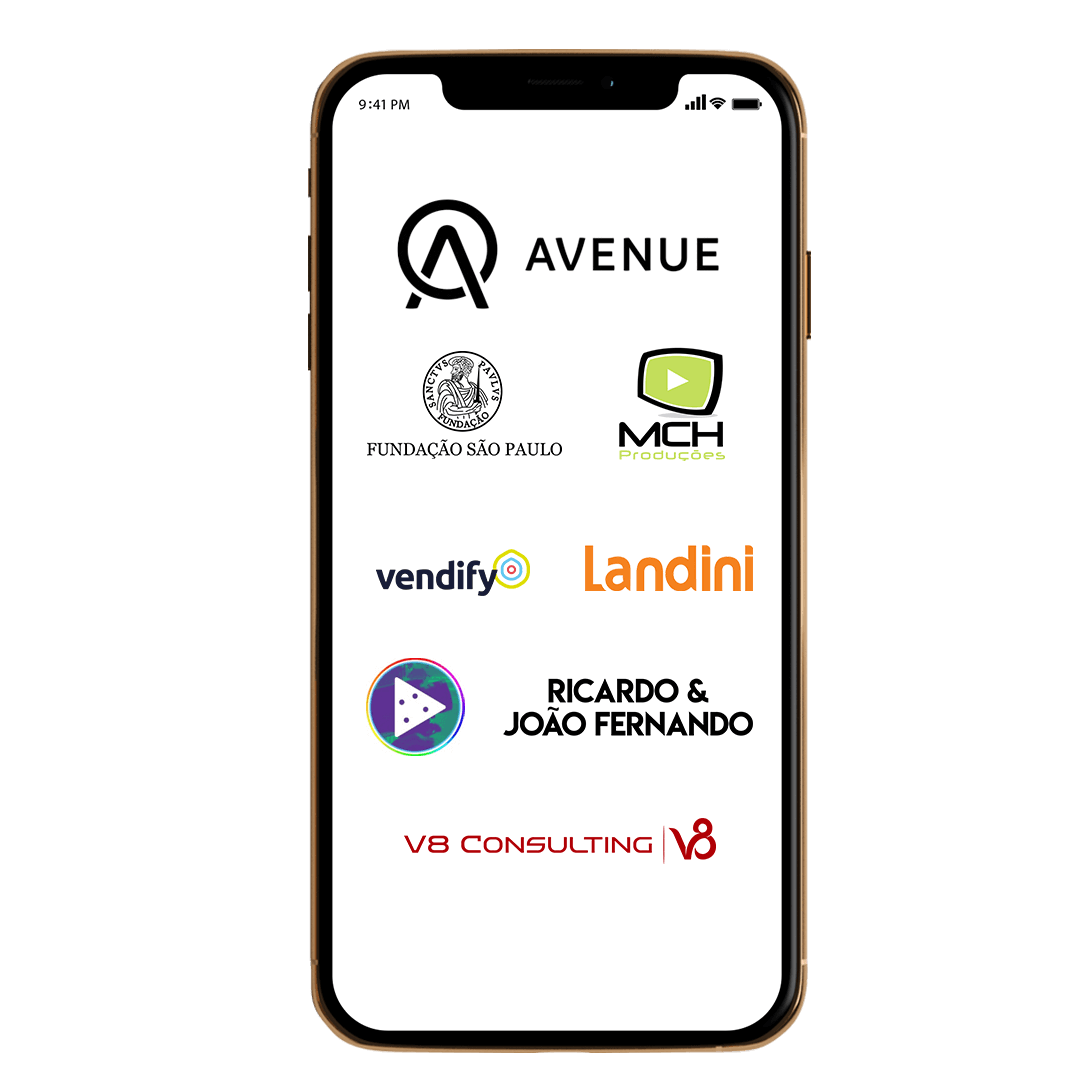 9:41 PM
AVENUE
SANCTVS PAVLVS
FUNDAÇÃO
FUNDAÇÃO SÃO PAULO
MCH
Produções
vendify
Landini
RICARDO &
JOÃO FERNANDO
V8 CONSULTING V8